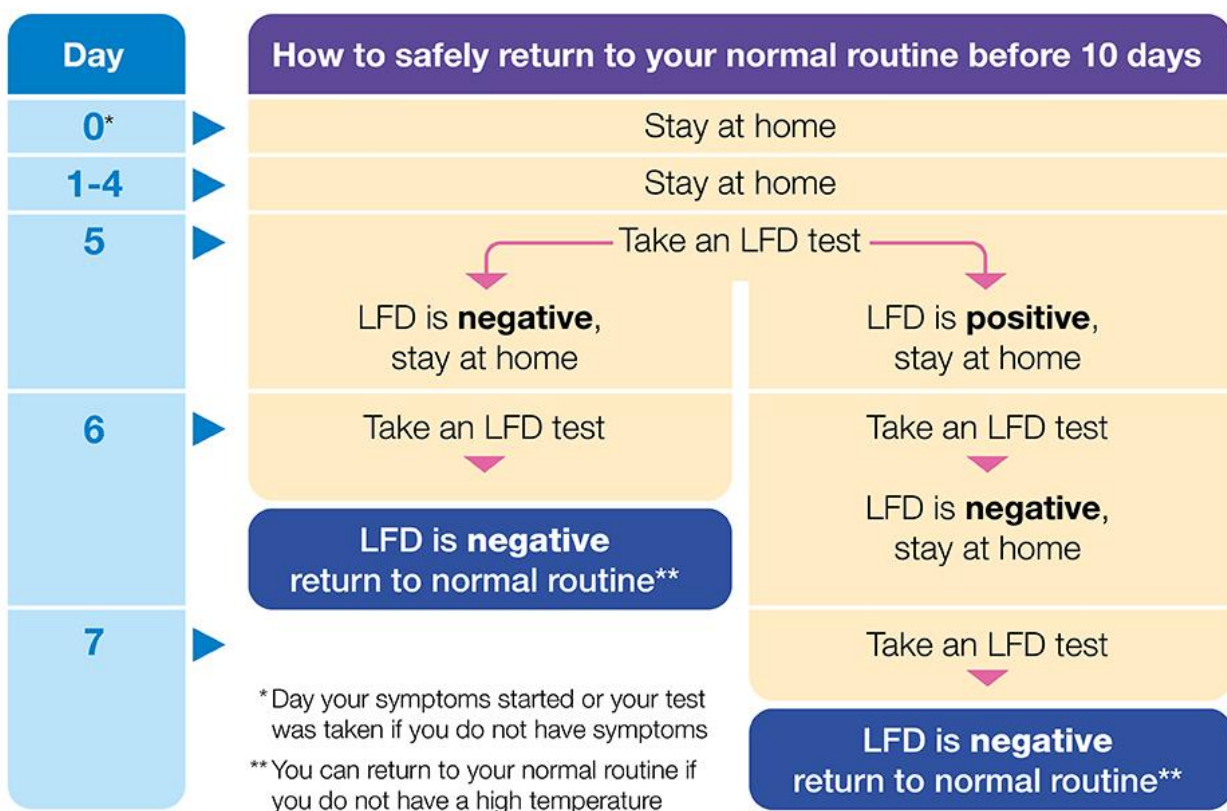 Day
How to safely return to your normal routine before 10 days
0*
Stay at home
1-4
Stay at home
5
Take an LFD test
LFD is negative,
stay at home
LFD is positive,
stay at home
6
Take an LFD test
LFD is negative
return to normal routine**
Take an LFD test
LFD is negative,
stay at home
7
Take an LFD test
LFD is negative
return to normal routine**
* Day your symptoms started or your test
was taken if you do not have symptoms
** You can return to your normal routine if
you do not have a high temperature